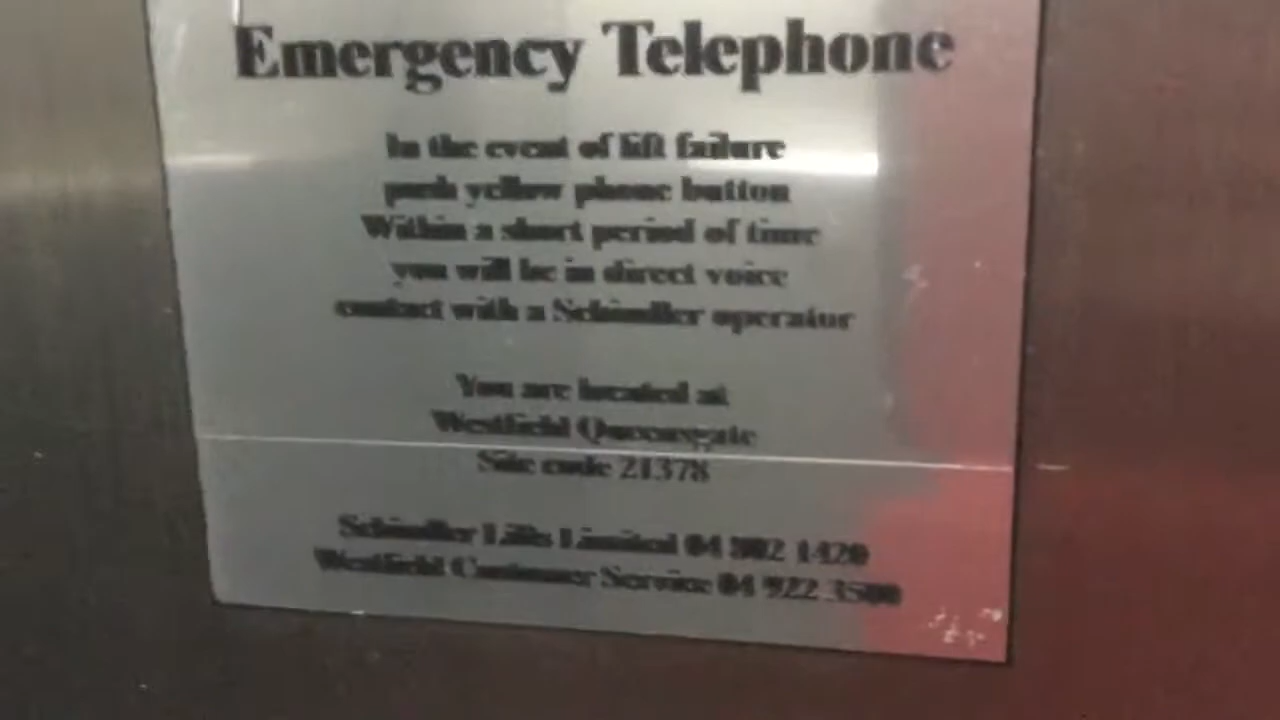 Emergency Telephone
In the event of lift failure
push yellow phone button
Within a short period of time
you will be in direct voice
contact with a Schindler operator
You are located at
Westfield Queensgate
Site code 21378
Schindler Lifts Limited 04 802 1420
Westfield Customer Service 04 922 3500